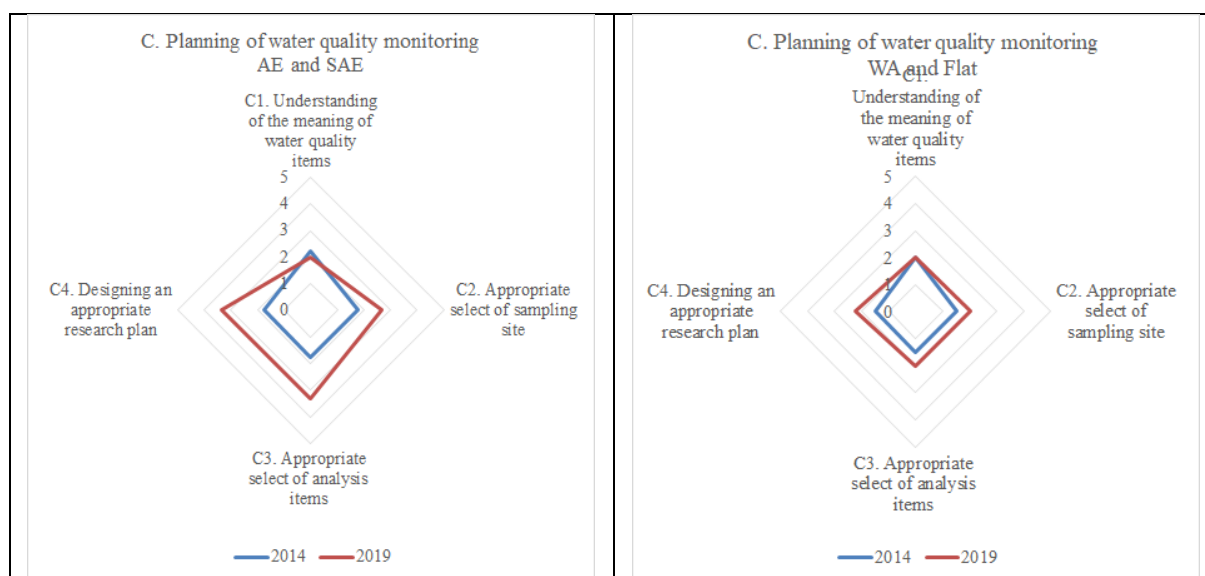 C. Planning of water quality monitoring
AE and SAE
C1. Understanding
of the meaning of
water quality
items
5
4
3
2
1
0
C2. Appropriate
select of sampling
site
C3. Appropriate
select of analysis
items
C4. Designing an
appropriate
research plan
2014
2019
C. Planning of water quality monitoring
WA and Flat
C1.
Understanding of
the meaning of
water quality
items
5
4
3
2
1
0
C2. Appropriate
select of
sampling site
C3. Appropriate
select of analysis
items
C4. Designing an
appropriate
research plan
2014
2019